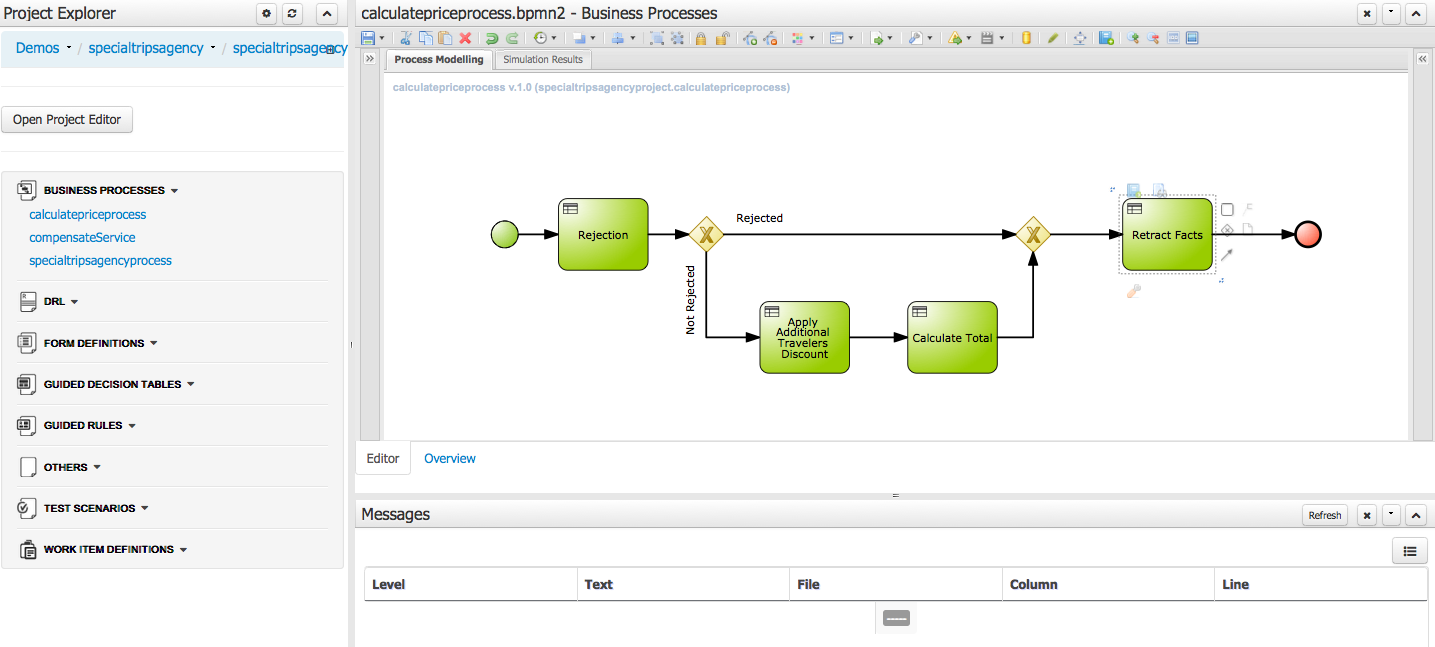 Project Explorer
Demos / specialtripsagency / specialtripsagency
Open Project Editor
BUSINESS PROCESSES
calculatepriceprocess
compensateService
specialtripsagencyprocess
DRL
FORM DEFINITIONS
GUIDED DECISION TABLES
GUIDED RULES
OTHERS
TEST SCENARIOS
WORK ITEM DEFINITIONS
calculatepriceprocess.bpmn2 - Business Processes
Process Modelling
Simulation Results
calculatepriceprocess v.1.0 (specialtripsagencyproject.calculatepriceprocess)
Rejection
Rejected
Not Rejected
Apply
Additional
Travelers
Discount
Calculate Total
Retract Facts
Editor
Overview
Messages
Refresh
Level
Text
File
Column
Line